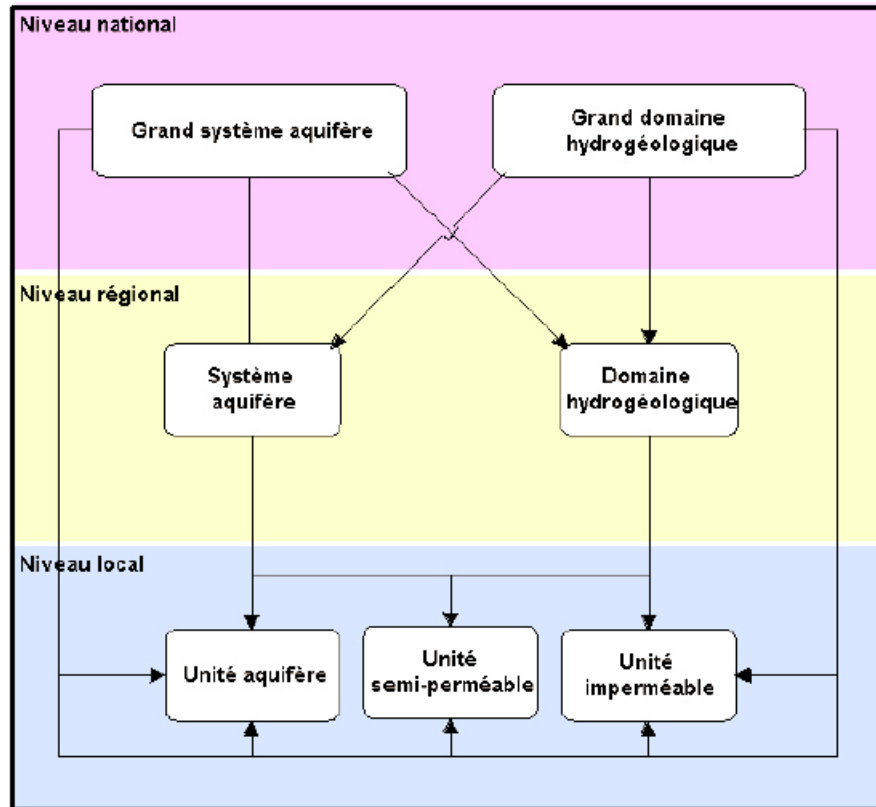 Niveau national
Grand système aquifère
Grand domaine
hydrogéologique
Niveau régional
Système
aquifère
Domaine
hydrogéologique
Niveau local
Unité aquifère
Unité
semi-perméable
Unité
imperméable